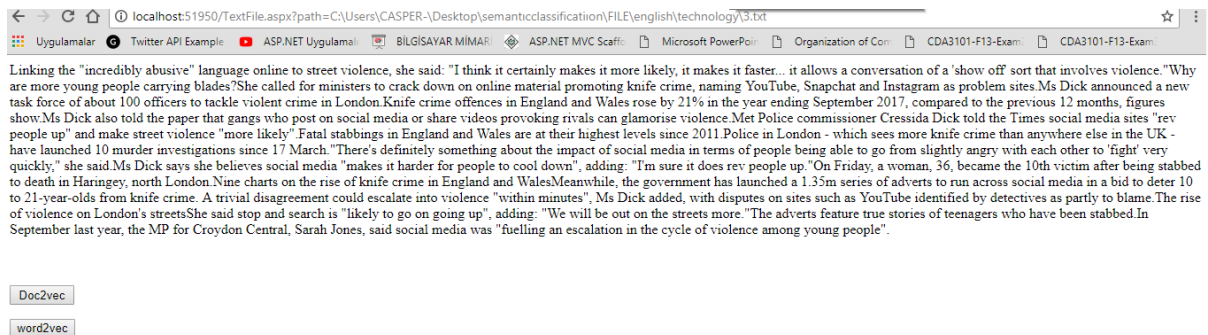 localhost:51950/TextFile.aspx?path=C:\Users\CASPER-\Desktop\semanticclassificatiion\FILE\english\technology\3.txt
Uygulamalar Twitter API Example ASP.NET Uygulamal BİLGİSAYAR MİMARİ ASP.NET MVC Scaffo Microsoft PowerPoin Organization of Com CDA3101-F13-Exam CDA3101-F13-Exam
Linking the "incredibly abusive" language online to street violence, she said: "I think it certainly makes it more likely, it makes it faster... it allows a conversation of a 'show off' sort that involves violence."Why
are more young people carrying blades?She called for ministers to crack down on online material promoting knife crime, naming YouTube, Snapchat and Instagram as problem sites.Ms Dick announced a new
task force of about 100 officers to tackle violent crime in London.Knife crime offences in England and Wales rose by 21% in the year ending September 2017, compared to the previous 12 months, figures
show.Ms Dick also told the paper that gangs who post on social media or share videos provoking rivals can glamorise violence.Met Police commissioner Cressida Dick told the Times social media sites "rev
people up" and make street violence "more likely".Fatal stabbings in England and Wales are at their highest levels since 2011.Police in London - which sees more knife crime than anywhere else in the UK -
have launched 10 murder investigations since 17 March."There's definitely something about the impact of social media in terms of people being able to go from slightly angry with each other to 'fight' very
quickly," she said.Ms Dick says she believes social media "makes it harder for people to cool down", adding: "I'm sure it does rev people up."On Friday, a woman, 36, became the 10th victim after being stabbed
to death in Haringey, north London.Nine charts on the rise of knife crime in England and WalesMeanwhile, the government has launched a 1.35m series of adverts to run across social media in a bid to deter 10
to 21-year-olds from knife crime. A trivial disagreement could escalate into violence "within minutes", Ms Dick added, with disputes on sites such as YouTube identified by detectives as partly to blame.The rise
of violence on London's streetsShe said stop and search is "likely to go on going up", adding: "We will be out on the streets more."The adverts feature true stories of teenagers who have been stabbed.In
September last year, the MP for Croydon Central, Sarah Jones, said social media was "fuelling an escalation in the cycle of violence among young people".
Doc2vec
word2vec